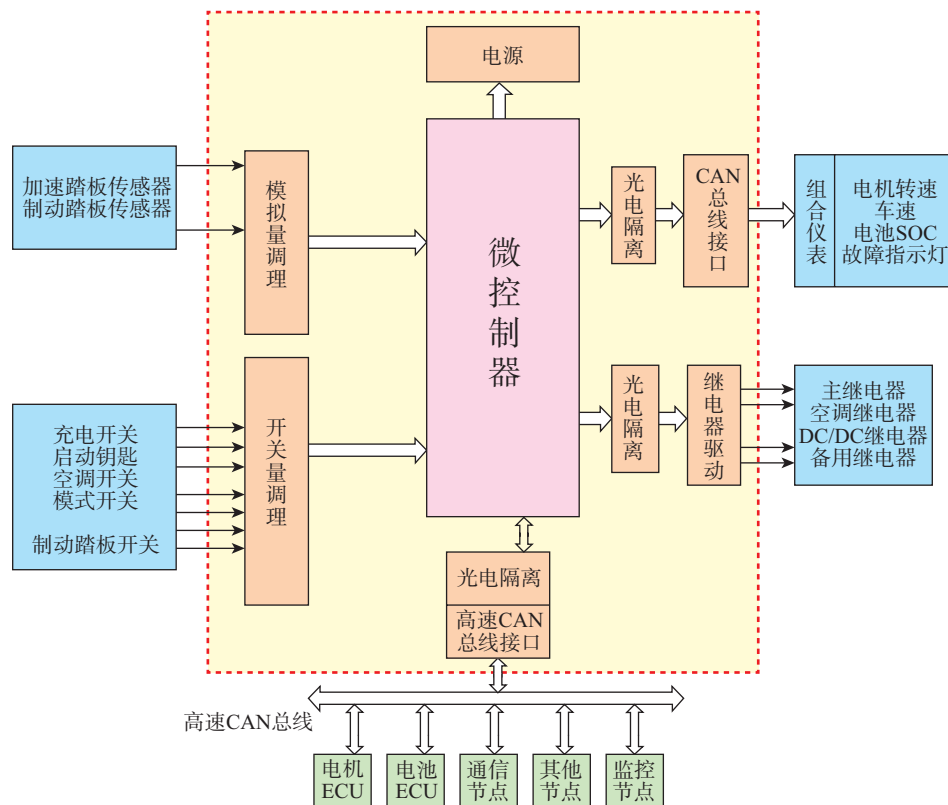 电源
加速踏板传感器
制动踏板传感器
模拟量调理
微控制器
光电隔离
CAN
总线接口
组合仪表
电机转速
车速
电池SOC
故障指示灯
充电开关
启动钥匙
空调开关
模式开关
制动踏板开关
开关量调理
光电隔离
继电器驱动
主继电器
空调继电器
DC/DC继电器
备用继电器
光电隔离
高速CAN
总线接口
高速CAN总线
电机
ECU
电池
ECU
通信
节点
其他
节点
监控
节点